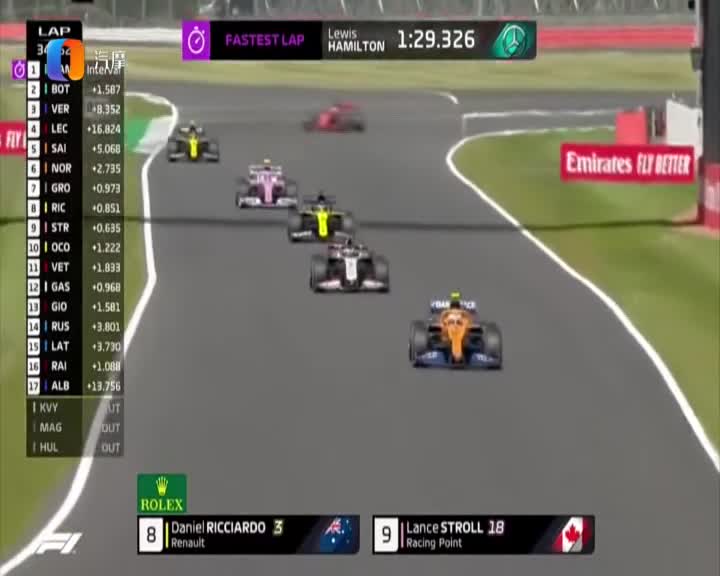 FASTEST LAP
Lewis
HAMILTON
1:29.326
LAP
汽摩
1 Interval
2 BOT +1.587
3 VER +8.352
4 LEC +16.824
5 SAI +5.068
6 NOR +2.735
7 GRO +0.973
8 RIC +0.851
9 STR +0.635
10 OCO +1.222
11 VET +1.833
12 GAS +0.968
13 GIO +1.581
14 RUS +3.801
15 LAT +3.730
16 RAI +1.088
17 ALB +13.756
KVY OUT
MAG OUT
HUL OUT
Emirates FLY BETTER
ROLEX
8 Daniel RICCIARDO 3
Renault
9 Lance STROLL 18
Racing Point
F1